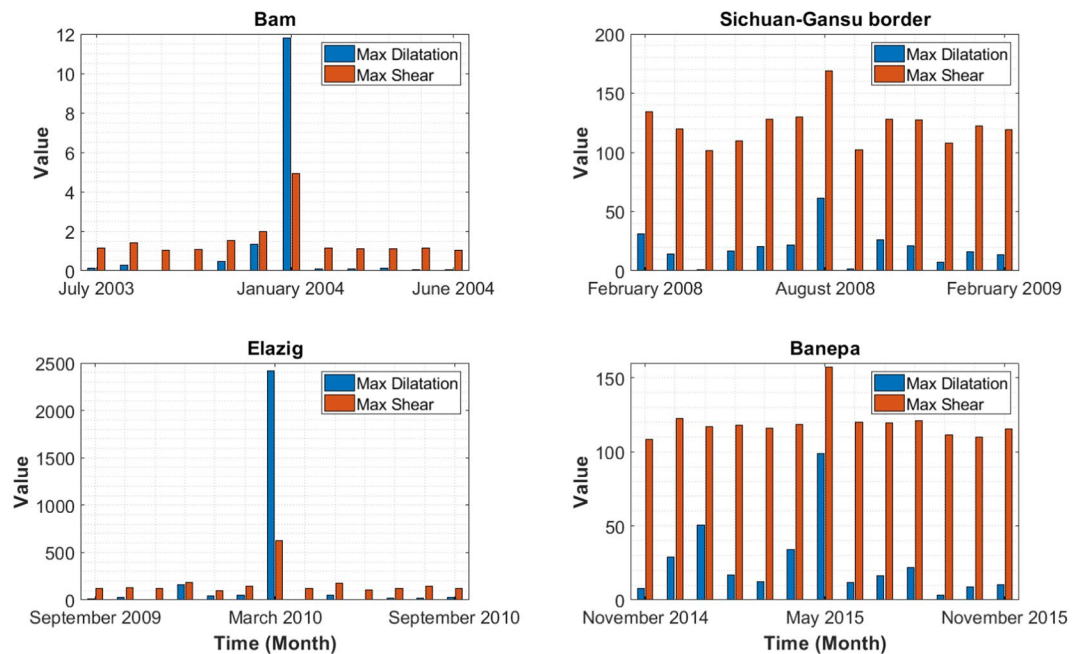 Bam
Value
12
10
8
6
4
2
0
Max Dilatation
Max Shear
July 2003
January 2004
June 2004
Sichuan-Gansu border
Value
200
150
100
50
0
Max Dilatation
Max Shear
February 2008
August 2008
February 2009
Elazig
Value
2500
2000
1500
1000
500
0
Max Dilatation
Max Shear
September 2009
March 2010
September 2010
Time (Month)
Banepa
Value
150
100
50
0
Max Dilatation
Max Shear
November 2014
May 2015
November 2015
Time (Month)